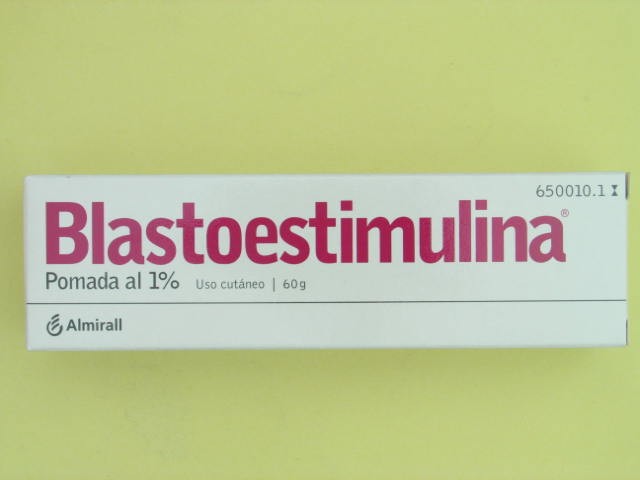 650010.1
Blastoestimulina®
Pomada al 1% Uso cutáneo | 60g
Almirall